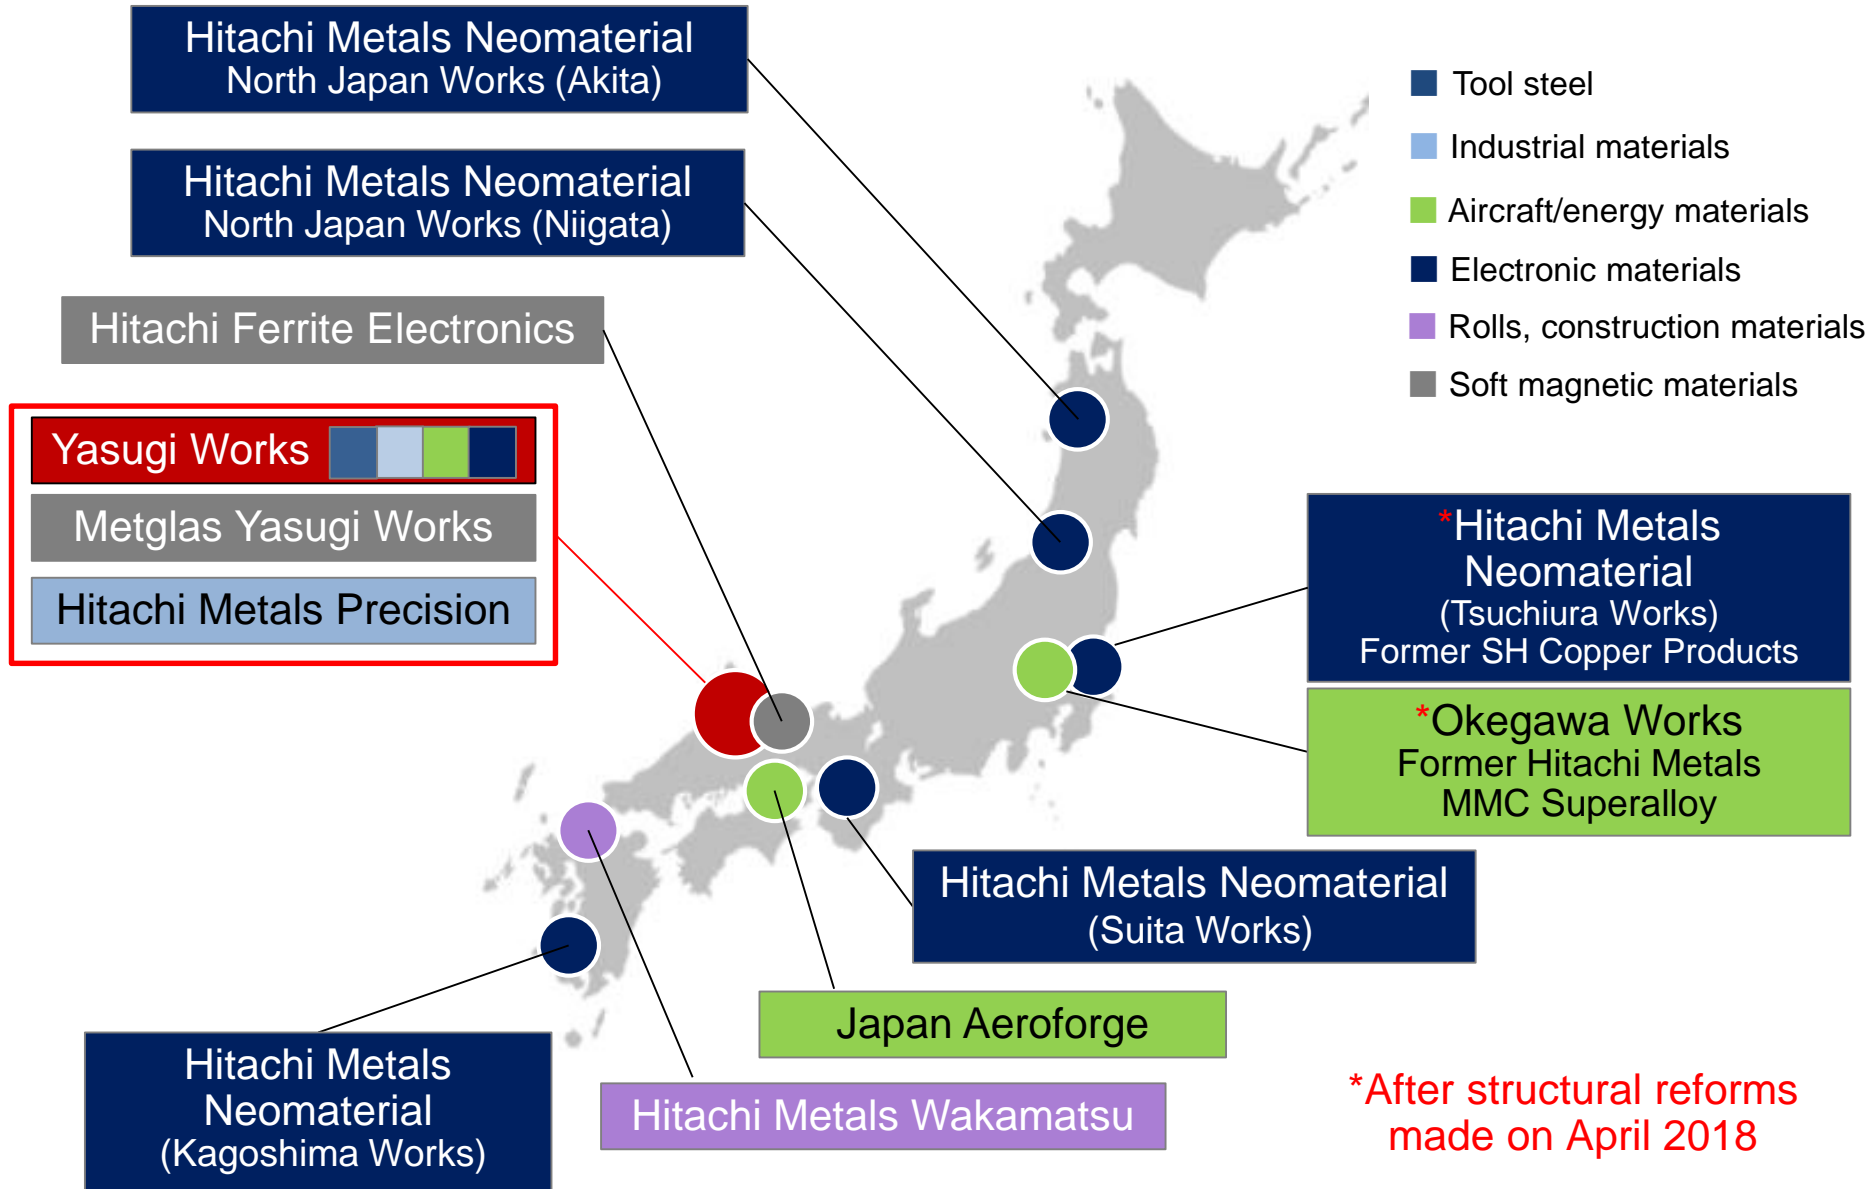 Hitachi Metals Neomaterial
North Japan Works (Akita)
Hitachi Metals Neomaterial
North Japan Works (Niigata)
Hitachi Ferrite Electronics
Yasugi Works
Metglas Yasugi Works
Hitachi Metals Precision
Tool steel
Industrial materials
Aircraft/energy materials
Electronic materials
Rolls, construction materials
Soft magnetic materials
*Hitachi Metals
Neomaterial
(Tsuchiura Works)
Former SH Copper Products
*Okegawa Works
Former Hitachi Metals
MMC Superalloy
Hitachi Metals Neomaterial
(Suita Works)
Japan Aeroforge
Hitachi Metals Wakamatsu
Hitachi Metals
Neomaterial
(Kagoshima Works)
*After structural reforms
made on April 2018